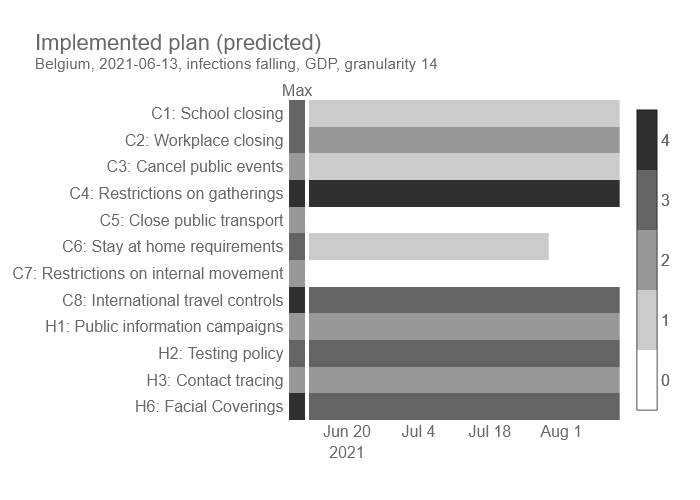 Implemented plan (predicted)
Belgium, 2021-06-13, infections falling, GDP, granularity 14
Max
C1: School closing
C2: Workplace closing
C3: Cancel public events
C4: Restrictions on gatherings
C5: Close public transport
C6: Stay at home requirements
C7: Restrictions on internal movement
C8: International travel controls
H1: Public information campaigns
H2: Testing policy
H3: Contact tracing
H6: Facial Coverings
Jun 20 Jul 4 Jul 18 Aug 1
2021
4
3
2
1
0